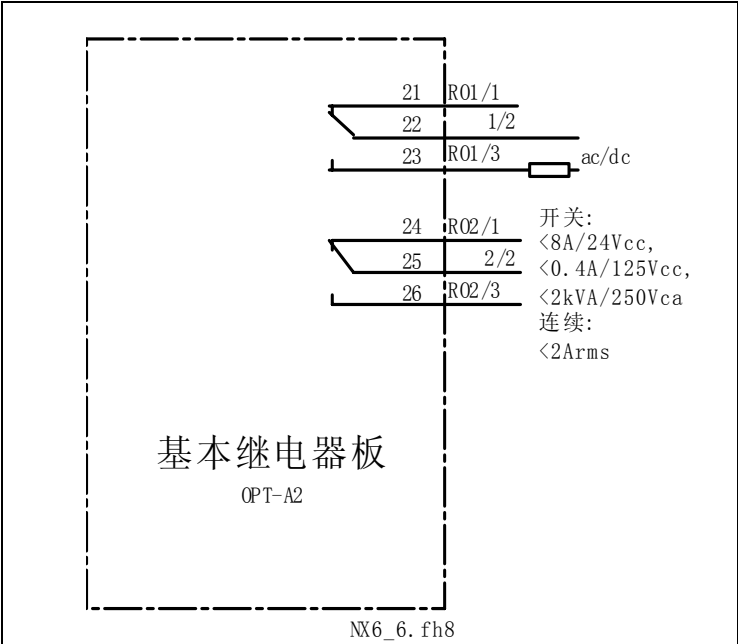 21 RO1/1
22 1/2
23 RO1/3 ac/dc
24 RO2/1
25 2/2
26 RO2/3
开关:
<8A/24Vcc,
<0.4A/125Vcc,
<2kVA/250Vca
连续:
<2Arms
基本继电器板
OPT-A2
NX6_6.fh8